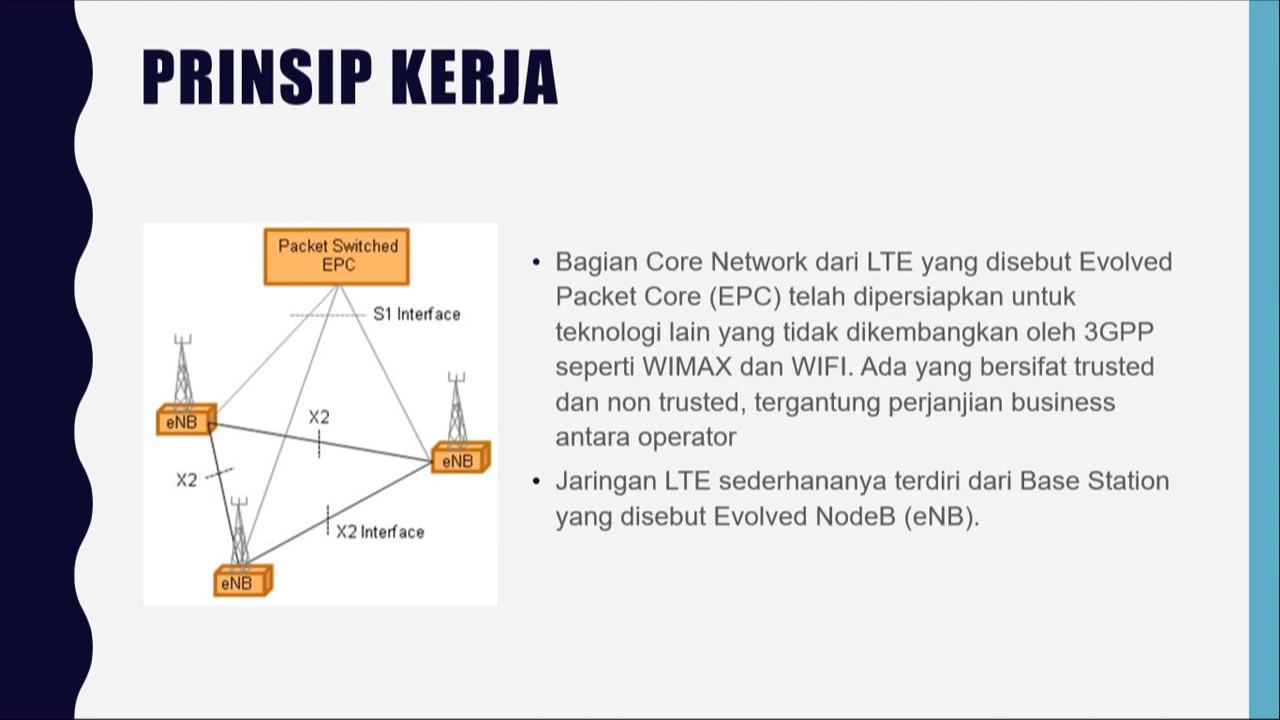 PRINSIP KERJA
Packet Switched
EPC
S1 Interface
eNB
X2
eNB
X2
X2 Interface
eNB
• Bagian Core Network dari LTE yang disebut Evolved
Packet Core (EPC) telah dipersiapkan untuk
teknologi lain yang tidak dikembangkan oleh 3GPP
seperti WIMAX dan WIFI. Ada yang bersifat trusted
dan non trusted, tergantung perjanjian business
antara operator
• Jaringan LTE sederhananya terdiri dari Base Station
yang disebut Evolved NodeB (eNB).